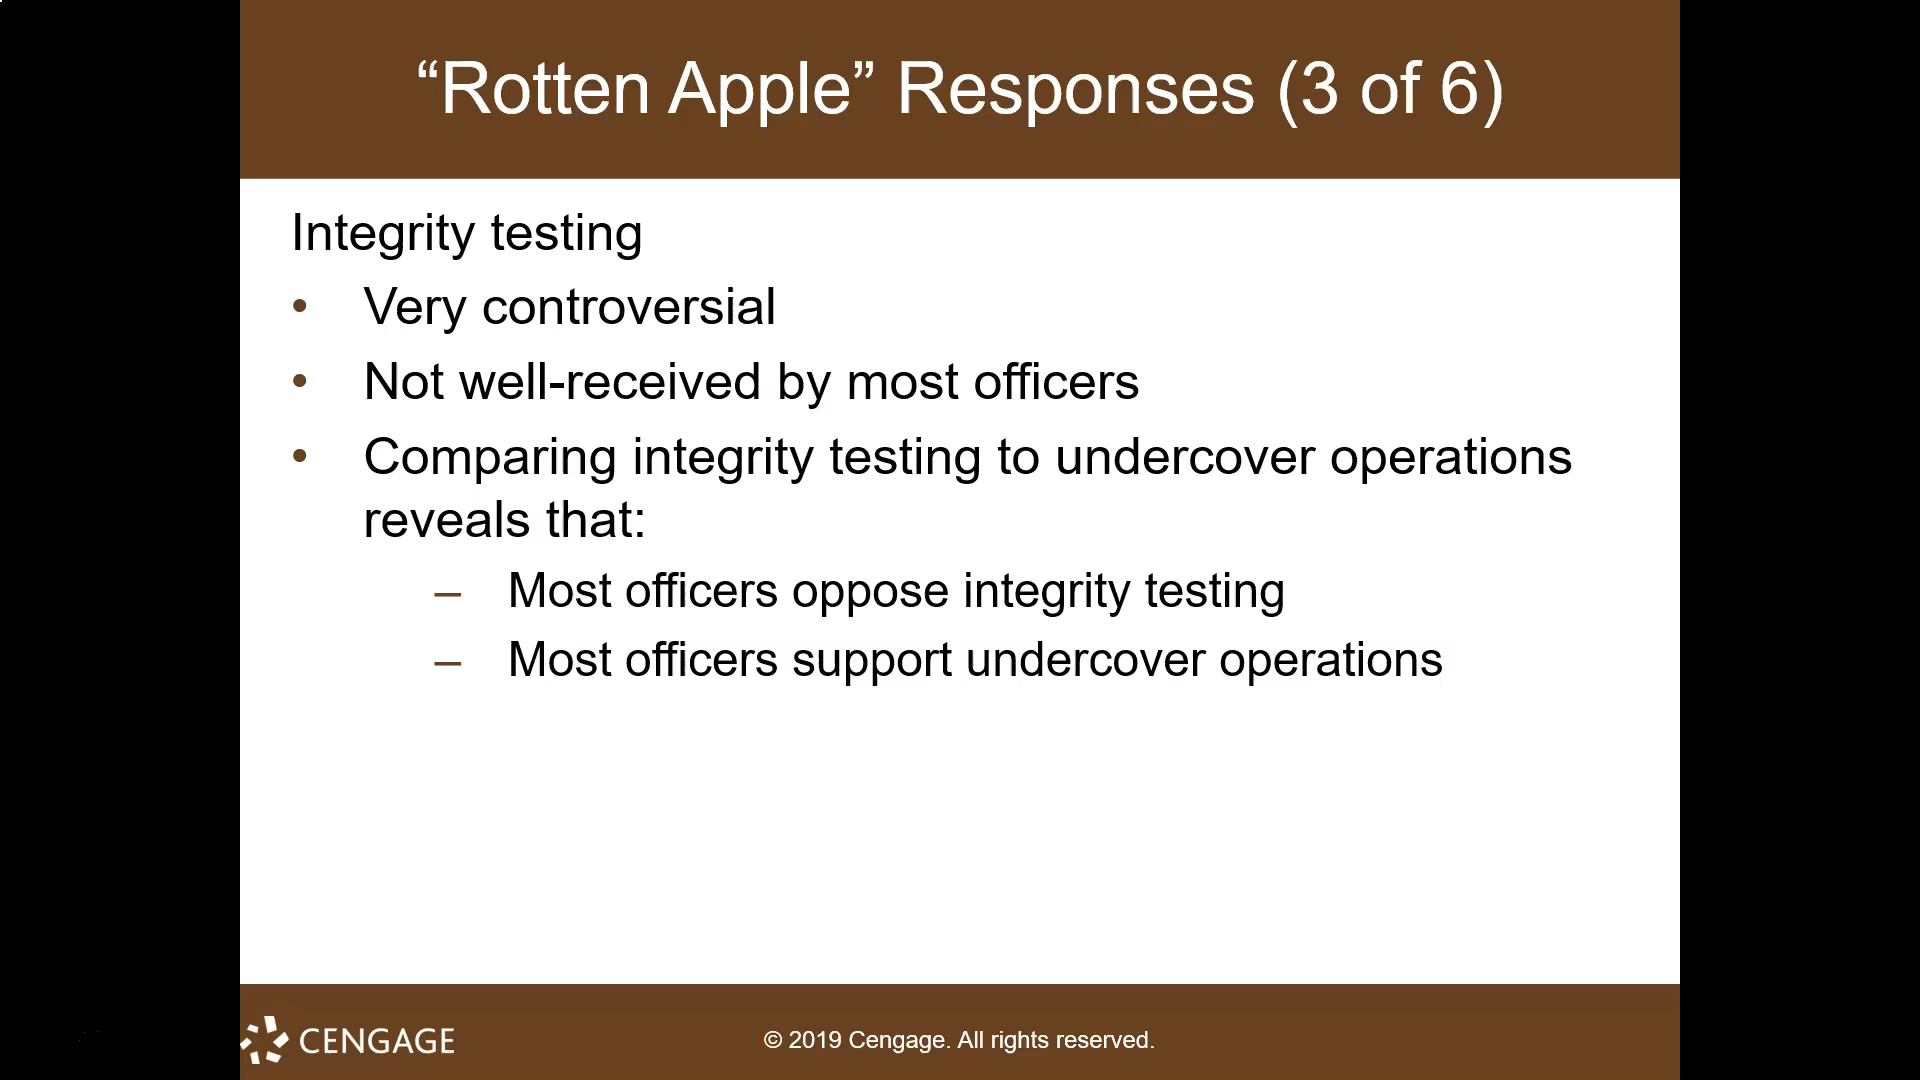 “Rotten Apple” Responses (3 of 6)
Integrity testing
• Very controversial
• Not well-received by most officers
• Comparing integrity testing to undercover operations
reveals that:
– Most officers oppose integrity testing
– Most officers support undercover operations
CENGAGE
© 2019 Cengage. All rights reserved.